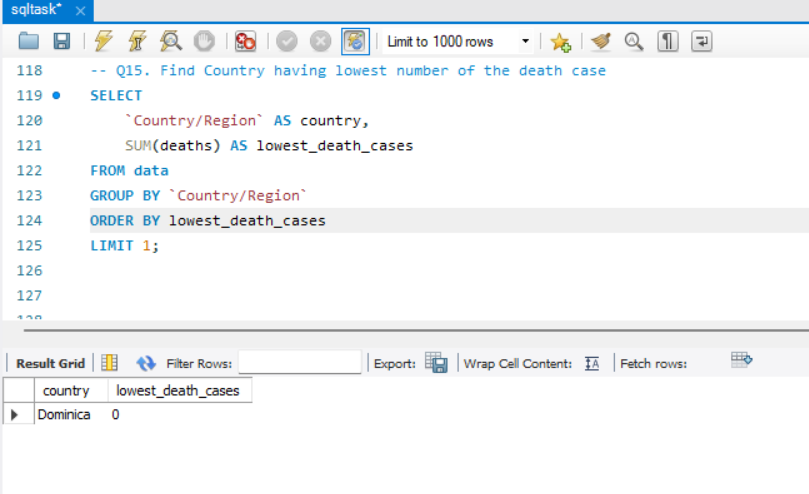 sqltask*
Limit to 1000 rows
118 -- Q15. Find Country having lowest number of the death case
119 SELECT
120 `Country/Region` AS country,
121 SUM(deaths) AS lowest_death_cases
122 FROM data
123 GROUP BY `Country/Region`
124 ORDER BY lowest_death_cases
125 LIMIT 1;
126
127
Result Grid Filter Rows: Export: Wrap Cell Content: Fetch rows:
country lowest_death_cases
Dominica 0